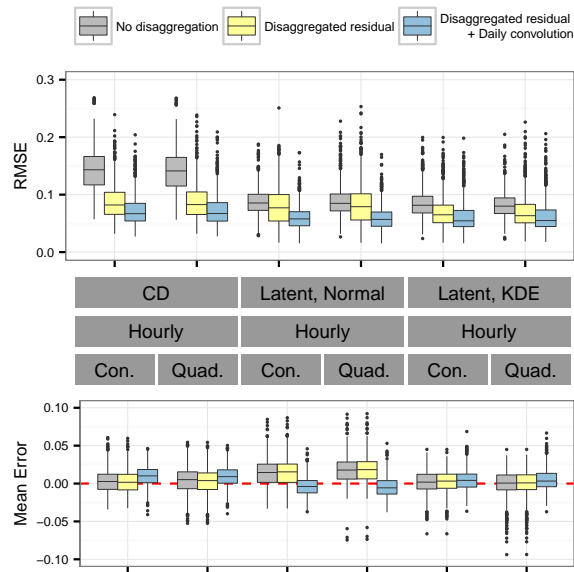 No disaggregation
Disaggregated residual
Disaggregated residual
+ Daily convolution
RMSE
0.3
0.2
0.1
0.0
CD
Latent, Normal
Latent, KDE
Hourly
Hourly
Hourly
Con.
Quad.
Con.
Quad.
Con.
Quad.
Mean Error
0.10
0.05
0.00
−0.05
−0.10